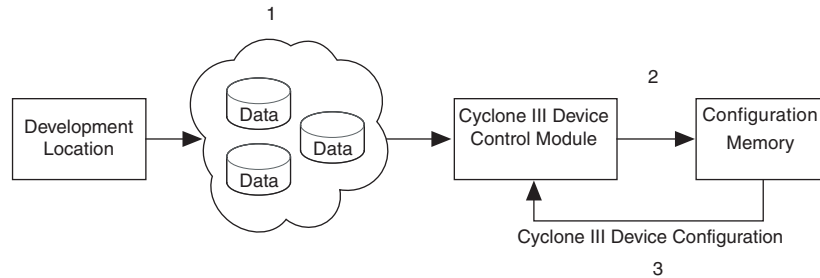 1
Development
Location
Data
Data
Data
Cyclone III Device
Control Module
2
Configuration
Memory
Cyclone III Device Configuration
3